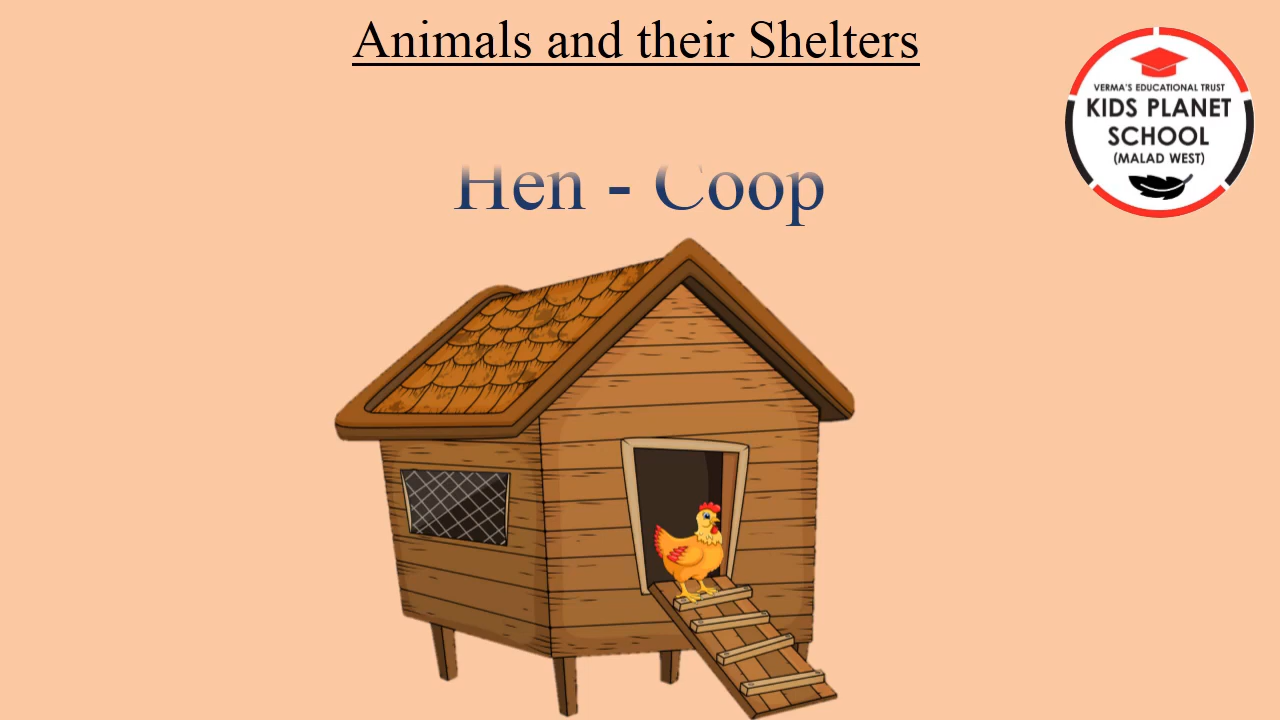 Animals and their Shelters
VERMA'S EDUCATIONAL TRUST
KIDS PLANET
SCHOOL
(MALAD WEST)
Hen - Coop